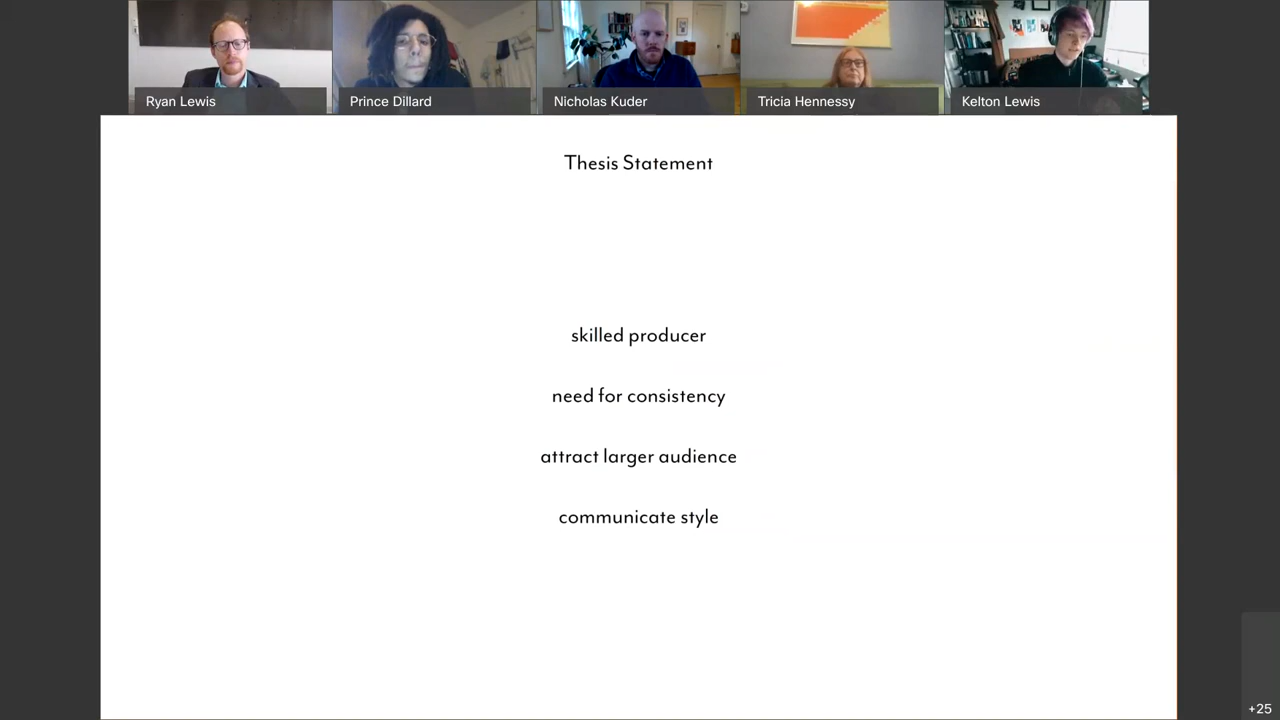 Ryan Lewis
Prince Dillard
Nicholas Kuder
Tricia Hennessy
Kelton Lewis
Thesis Statement
skilled producer
need for consistency
attract larger audience
communicate style
+25